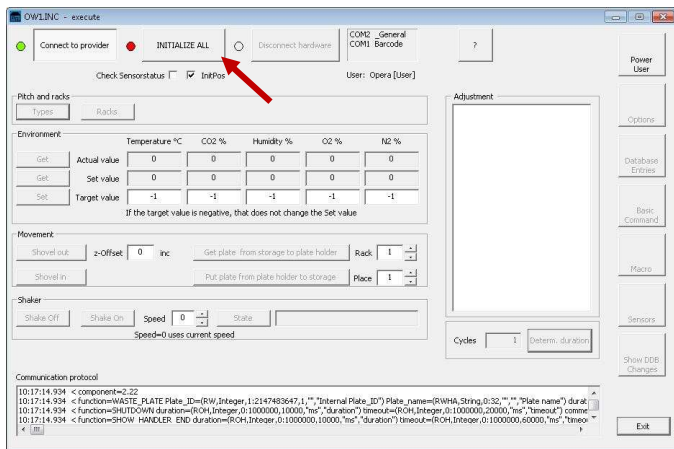 OW1.INC - execute
Connect to provider
INITIALIZE ALL
Disconnect hardware
COM2 _General
COM1 Barcode
?
Power
User
Check Sensorstatus
InitPos
User: Opera [User]
Pitch and racks
Types
Racks
Adjustment
Options
Environment
Temperature °C CO2 % Humidity % O2 % N2 %
Get Actual value 0 0 0 0 0
Get Set value 0 0 0 0 0
Set Target value -1 -1 -1 -1 -1
If the target value is negative, that does not change the Set value
Database
Entries
Basic
Command
Movement
Shovel out z-Offset 0 inc Get plate from storage to plate holder Rack 1
Shovel in Put plate from plate holder to storage Place 1
Macro
Shaker
Shake Off Shake On Speed 0 State
Speed=0 uses current speed
Sensors
Cycles 1 Determ. duration
Show DDB
Changes
Communication protocol
10:17:14.934 < component=2.22
10:17:14.934 < function=WASTE_PLATE Plate_ID=(RW,Integer,1:2147483647,1,"","Internal Plate_ID") Plate_name=(RWHA,String,0:32,"","","Plate name") durat
10:17:14.934 < function=SHUTDOWN duration=(ROH,Integer,0:1000000,10000,"ms","duration") timeout=(ROH,Integer,0:1000000,20000,"ms","timeout") comme
10:17:14.934 < function=SHOW_HANDLER_END duration=(ROH,Integer,0:1000000,10000,"ms","duration") timeout=(ROH,Integer,0:1000000,60000,"ms","timeo
Exit